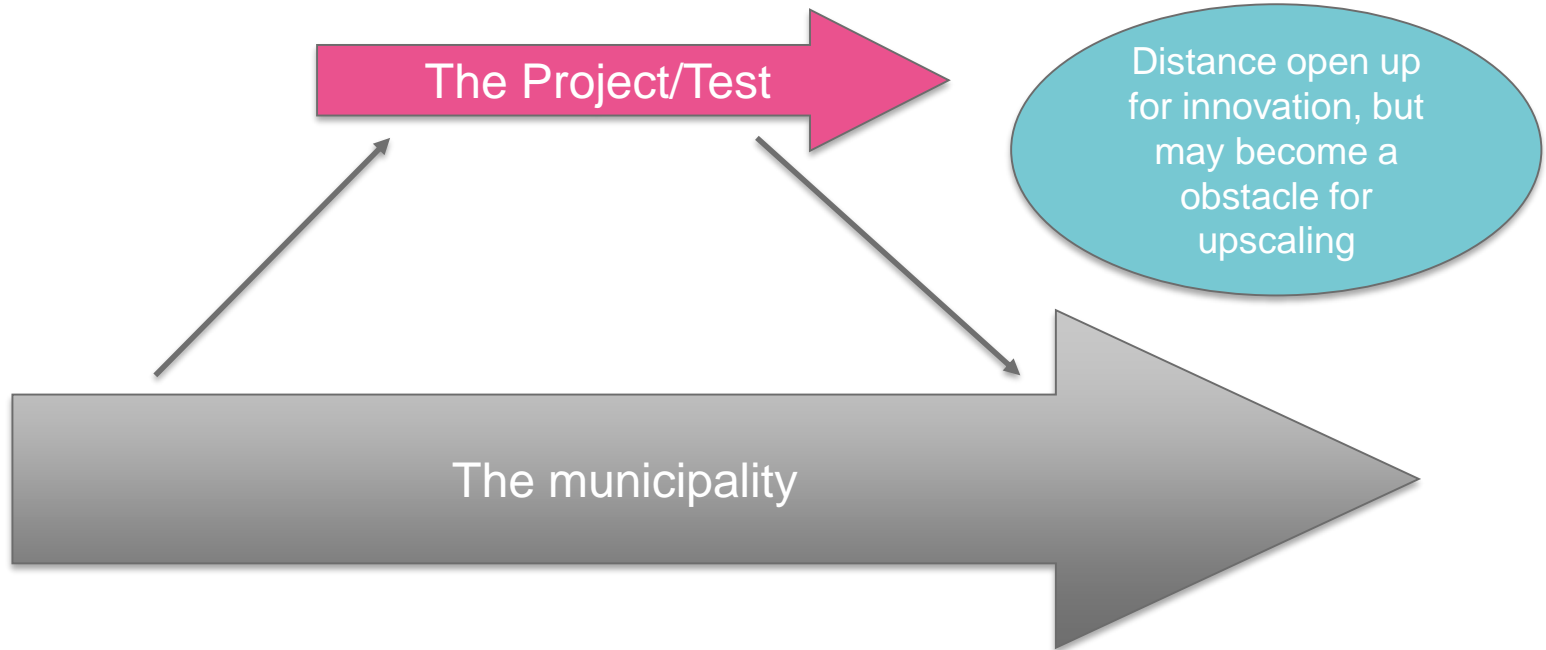 The Project/Test
Distance open up
for innovation, but
may become a
obstacle for
upscaling
The municipality